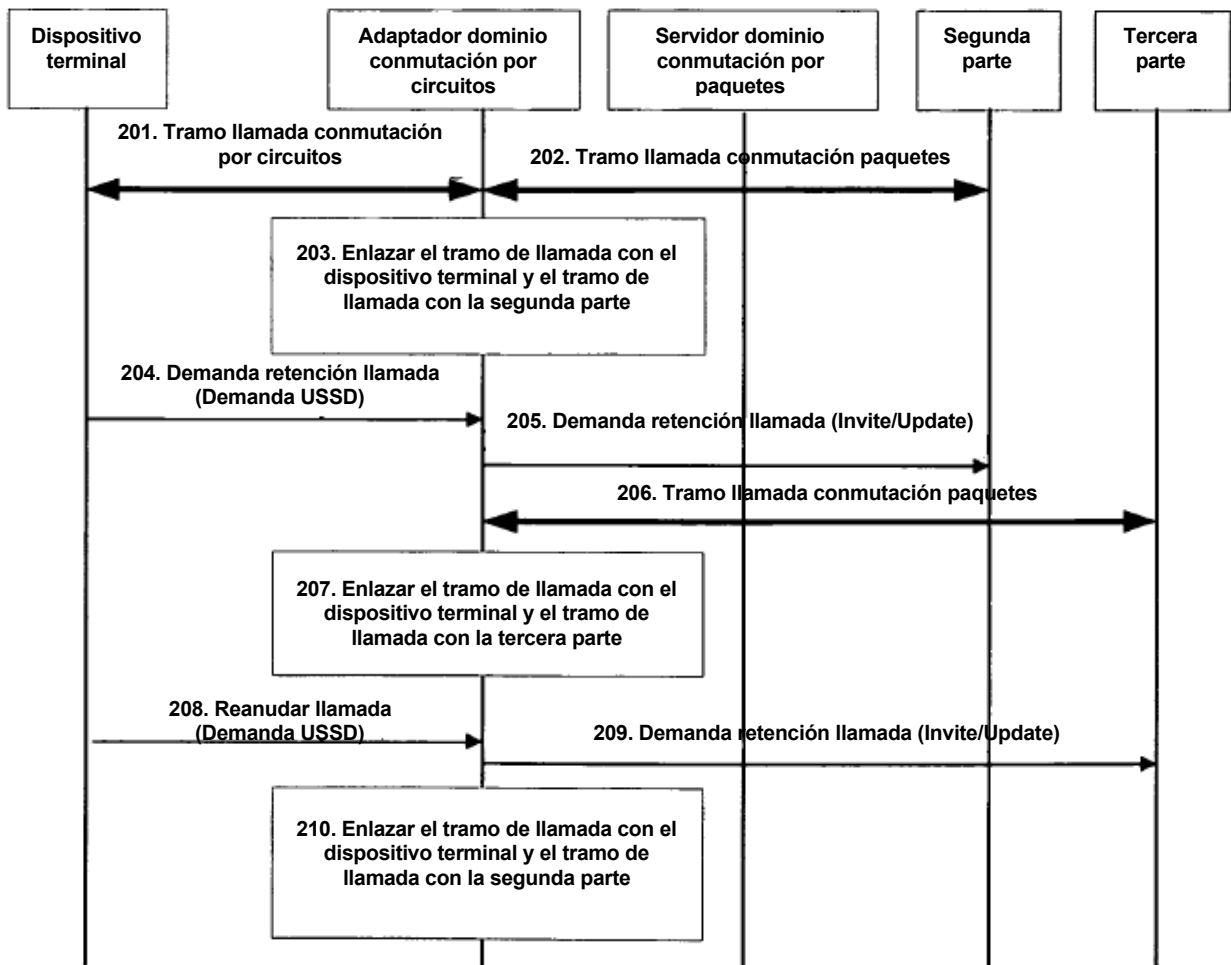 Dispositivo
terminal
Adaptador dominio
conmutación por
circuitos
Servidor dominio
conmutación por
paquetes
Segunda
parte
Tercera
parte
201. Tramo llamada conmutación
por circuitos
202. Tramo llamada conmutación paquetes
203. Enlazar el tramo de llamada con el
dispositivo terminal y el tramo de
llamada con la segunda parte
204. Demanda retención llamada
(Demanda USSD)
205. Demanda retención llamada (Invite/Update)
206. Tramo llamada conmutación paquetes
207. Enlazar el tramo de llamada con el
dispositivo terminal y el tramo de
llamada con la tercera parte
208. Reanudar llamada
(Demanda USSD)
209. Demanda retención llamada (Invite/Update)
210. Enlazar el tramo de llamada con el
dispositivo terminal y el tramo de
llamada con la segunda parte